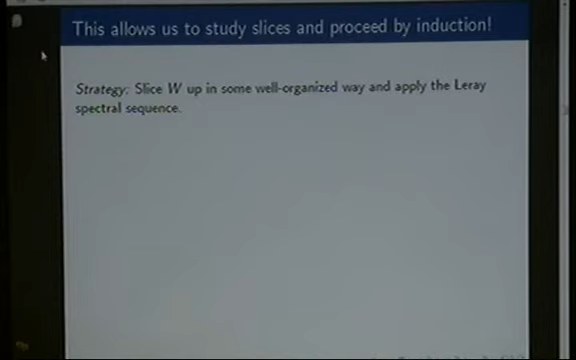 This allows us to study slices and proceed by induction!
Strategy: Slice W up in some well-organized way and apply the Leray
spectral sequence.